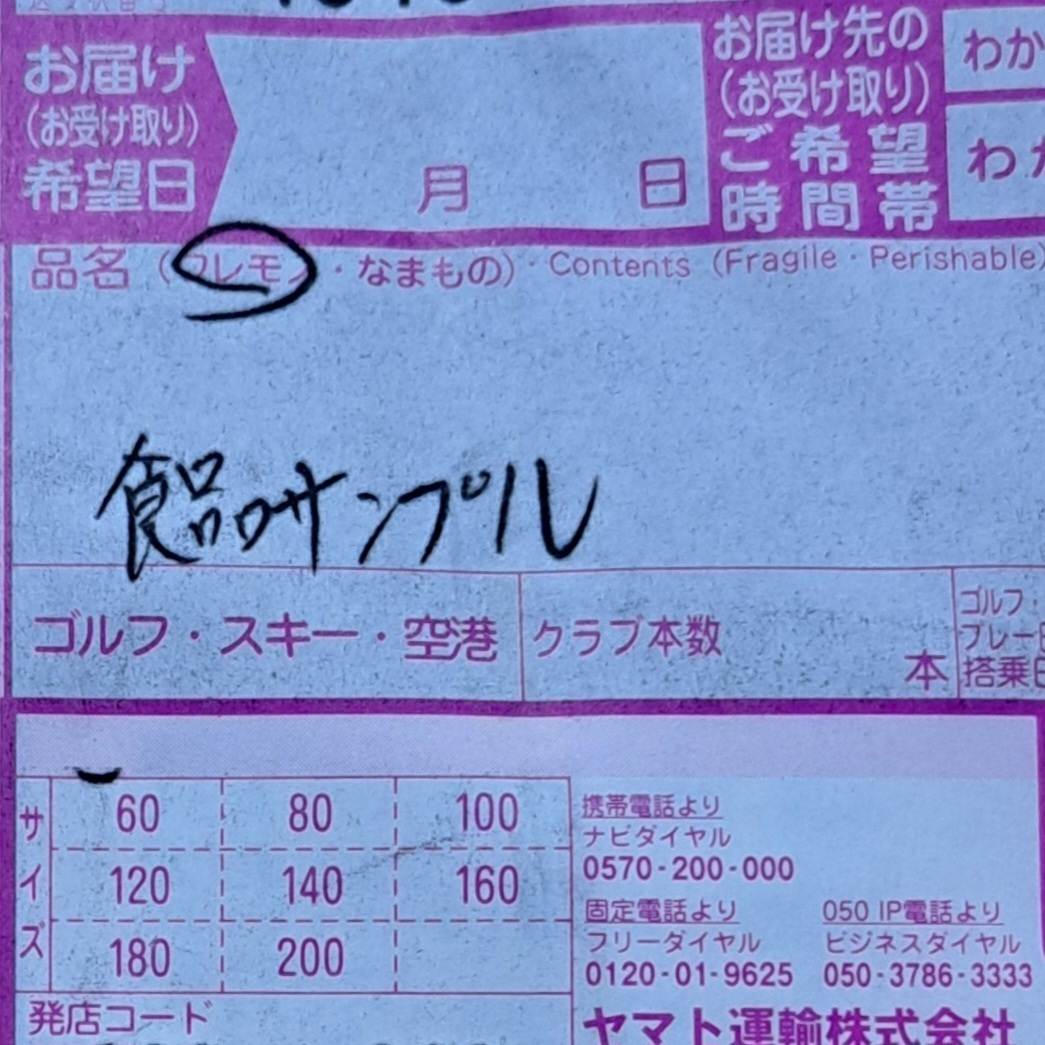 お届け
(お受け取り)
希望日
月 日
お届け先の
(お受け取り)
ご希望
時間帯
わか
わ
品名 (ワレモノ・なまもの)・Contents (Fragile・Perishable)
食品サンプル
ゴルフ・スキー・空港
クラブ本数
本
ゴルフ・
プレー日
搭乗日
サイズ
60 80 100
120 140 160
180 200
携帯電話より
ナビダイヤル
0570-200-000
固定電話より
フリーダイヤル
0120-01-9625
050 IP電話より
ビジネスダイヤル
050-3786-3333
発店コード
ヤマト運輸株式会社